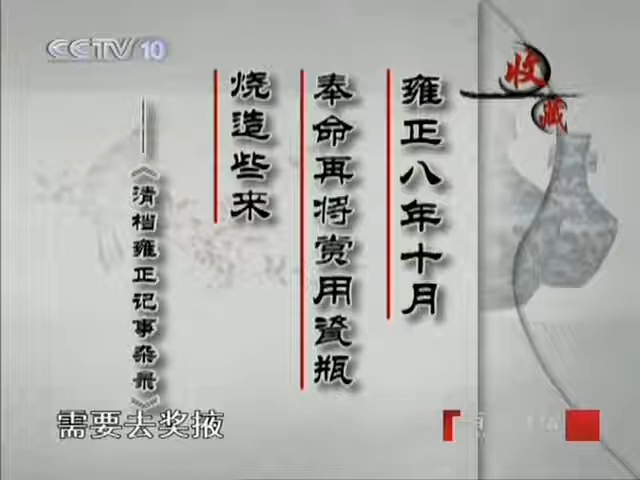 CCTV 10
收藏
雍正八年十月
奉命再将赏用瓷瓶
烧造些来
——《清档雍正记事杂录》
需要去奖掖